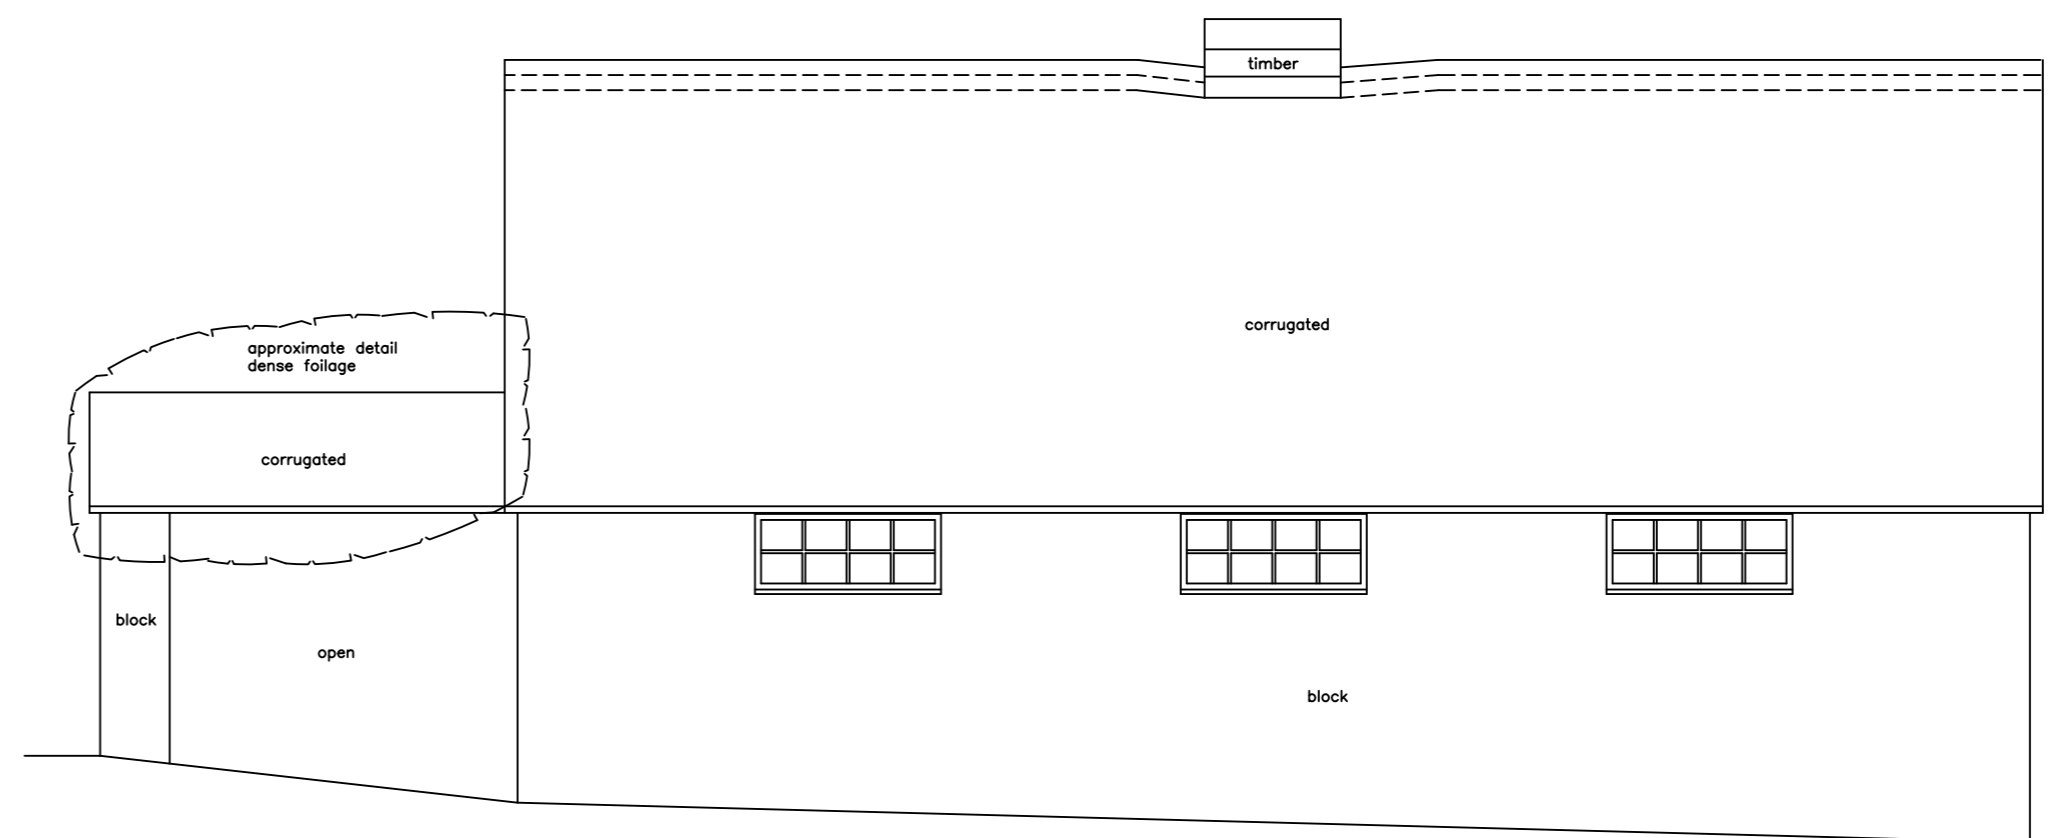 timber
corrugated
approximate detail
dense foilage
corrugated
block
open
block